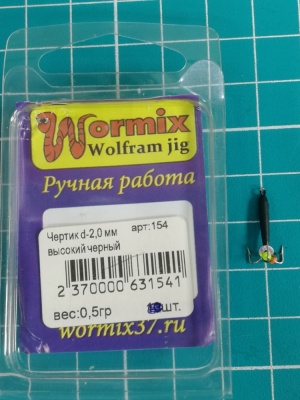 Wormix
Wolfram jig
Ручная работа
Чертик d-2,0 мм арт:154
высокий черный
2 370000 631541
вес:0,5гр шт.
wormix37.ru